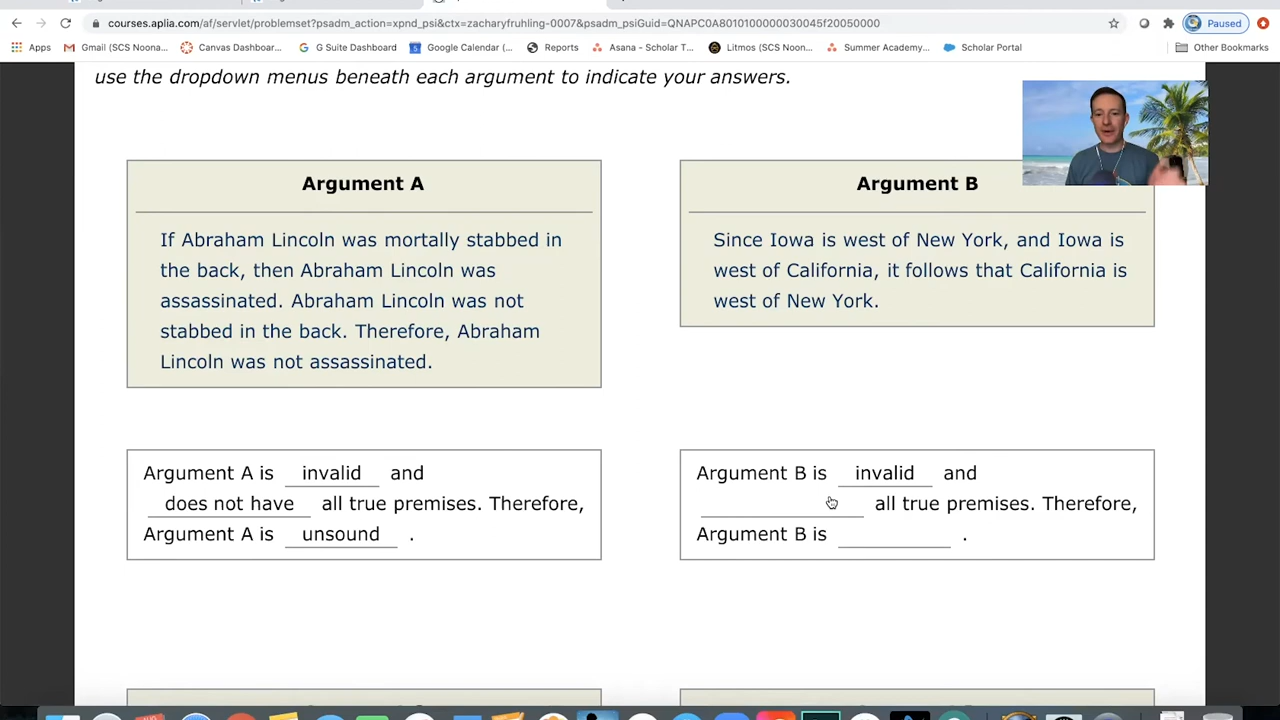 courses.aplia.com/af/servlet/problemset?psadm_action=xpnd_psi&ctx=zacharyfruhling-0007&psadm_psiGuid=QNAPC0A8010100000030045f20050000
Paused
Apps
Gmail (SCS Noona...
Canvas Dashboar...
G Suite Dashboard
Google Calendar (...
Reports
Asana - Scholar T...
Litmos (SCS Noon...
Summer Academy...
Scholar Portal
Other Bookmarks
use the dropdown menus beneath each argument to indicate your answers.
Argument A
If Abraham Lincoln was mortally stabbed in
the back, then Abraham Lincoln was
assassinated. Abraham Lincoln was not
stabbed in the back. Therefore, Abraham
Lincoln was not assassinated.
Argument B
Since Iowa is west of New York, and Iowa is
west of California, it follows that California is
west of New York.
Argument A is invalid and
does not have all true premises. Therefore,
Argument A is unsound .
Argument B is invalid and
all true premises. Therefore,
Argument B is .